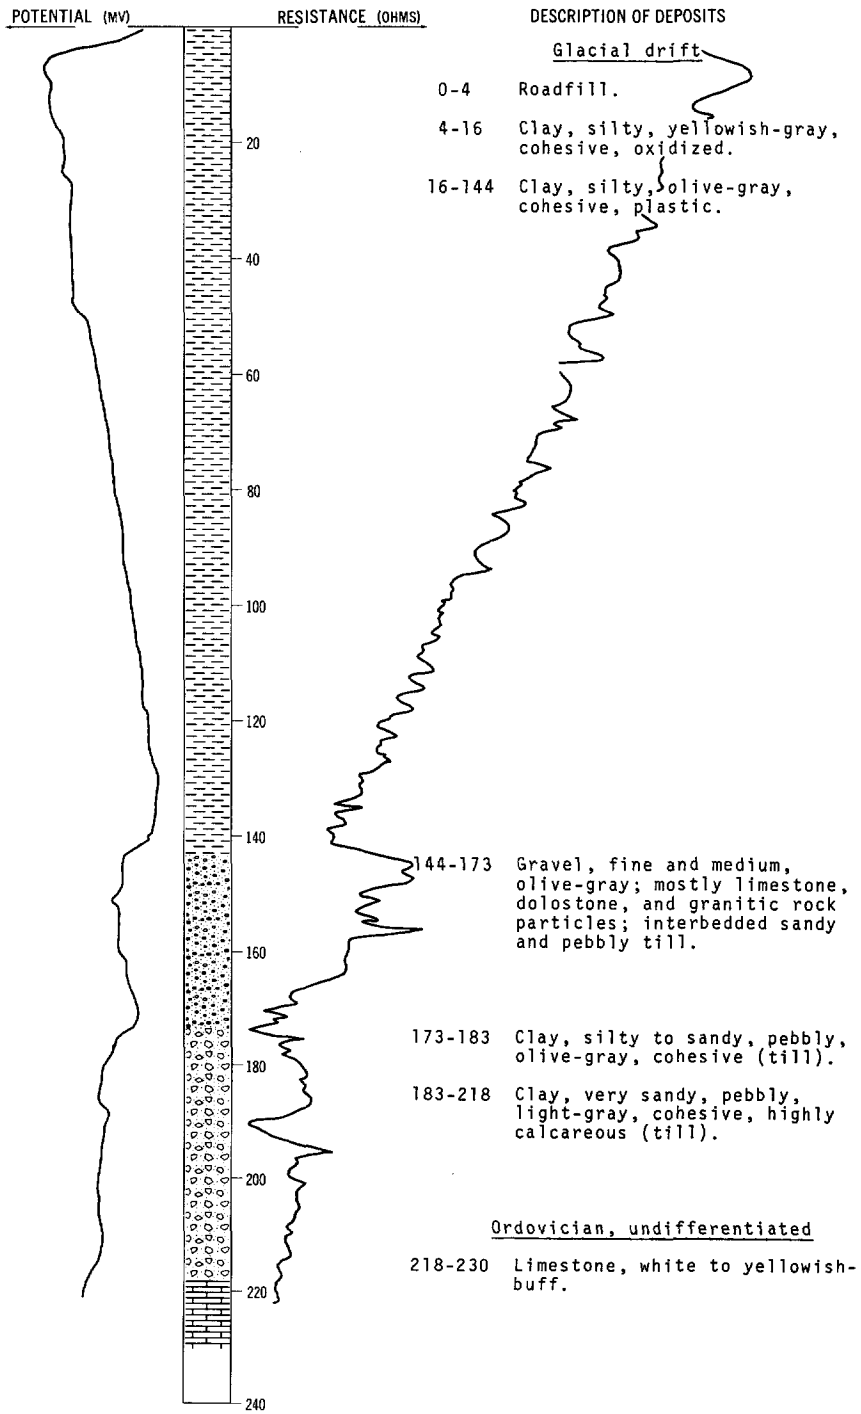 POTENTIAL (MV) RESISTANCE (OHMS) DESCRIPTION OF DEPOSITS
Glacial drift
0-4 Roadfill.
4-16 Clay, silty, yellowish-gray,
cohesive, oxidized.
20
16-144 Clay, silty, olive-gray,
cohesive, plastic.
40
60
80
100
120
140
144-173 Gravel, fine and medium,
olive-gray; mostly limestone,
dolostone, and granitic rock
particles; interbedded sandy
and pebbly till.
160
173-183 Clay, silty to sandy, pebbly,
olive-gray, cohesive (till).
180
183-218 Clay, very sandy, pebbly,
light-gray, cohesive, highly
calcareous (till).
200
Ordovician, undifferentiated
218-230 Limestone, white to yellowish-
buff.
220
240